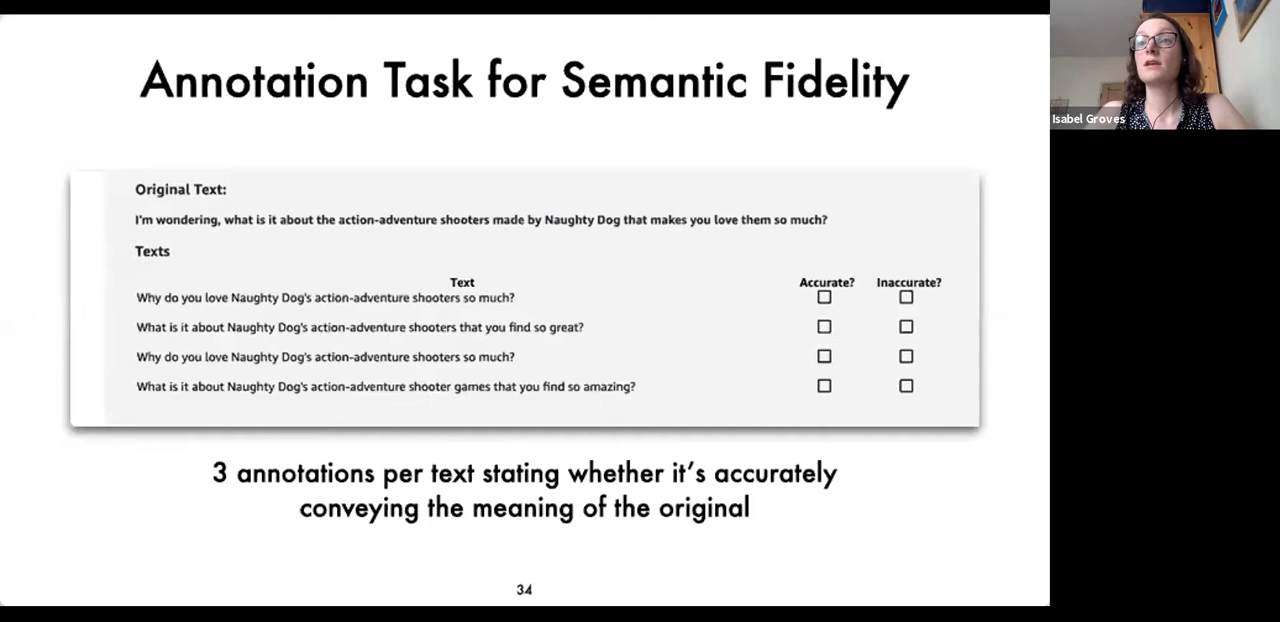 Annotation Task for Semantic Fidelity
Isabel Groves
Original Text:
I'm wondering, what is it about the action-adventure shooters made by Naughty Dog that makes you love them so much?
Texts
Text Accurate? Inaccurate?
Why do you love Naughty Dog's action-adventure shooters so much?
What is it about Naughty Dog's action-adventure shooters that you find so great?
Why do you love Naughty Dog's action-adventure shooters so much?
What is it about Naughty Dog's action-adventure shooter games that you find so amazing?
3 annotations per text stating whether it's accurately
conveying the meaning of the original
34